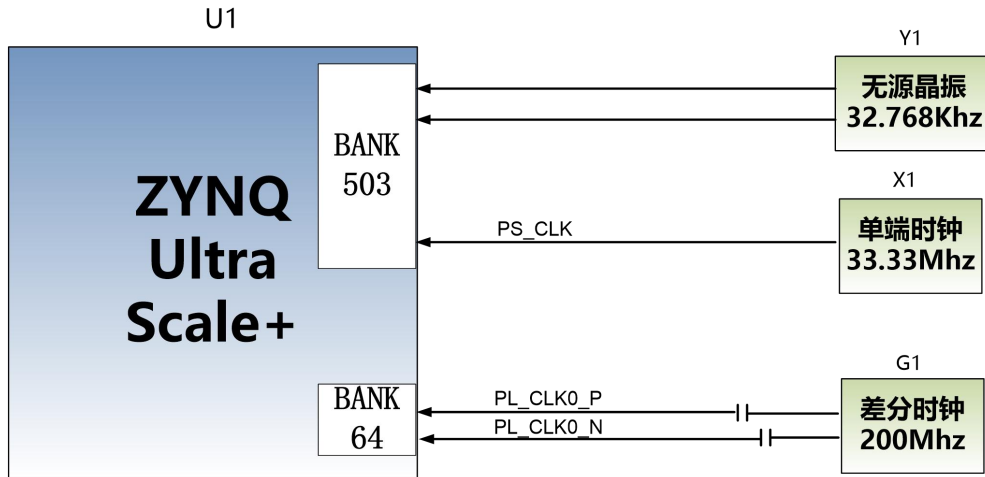 U1
ZYNQ
Ultra
Scale+
BANK
503
BANK
64
PS_CLK
PL_CLK0_P
PL_CLK0_N
Y1
无源晶振
32.768Khz
X1
单端时钟
33.33Mhz
G1
差分时钟
200Mhz